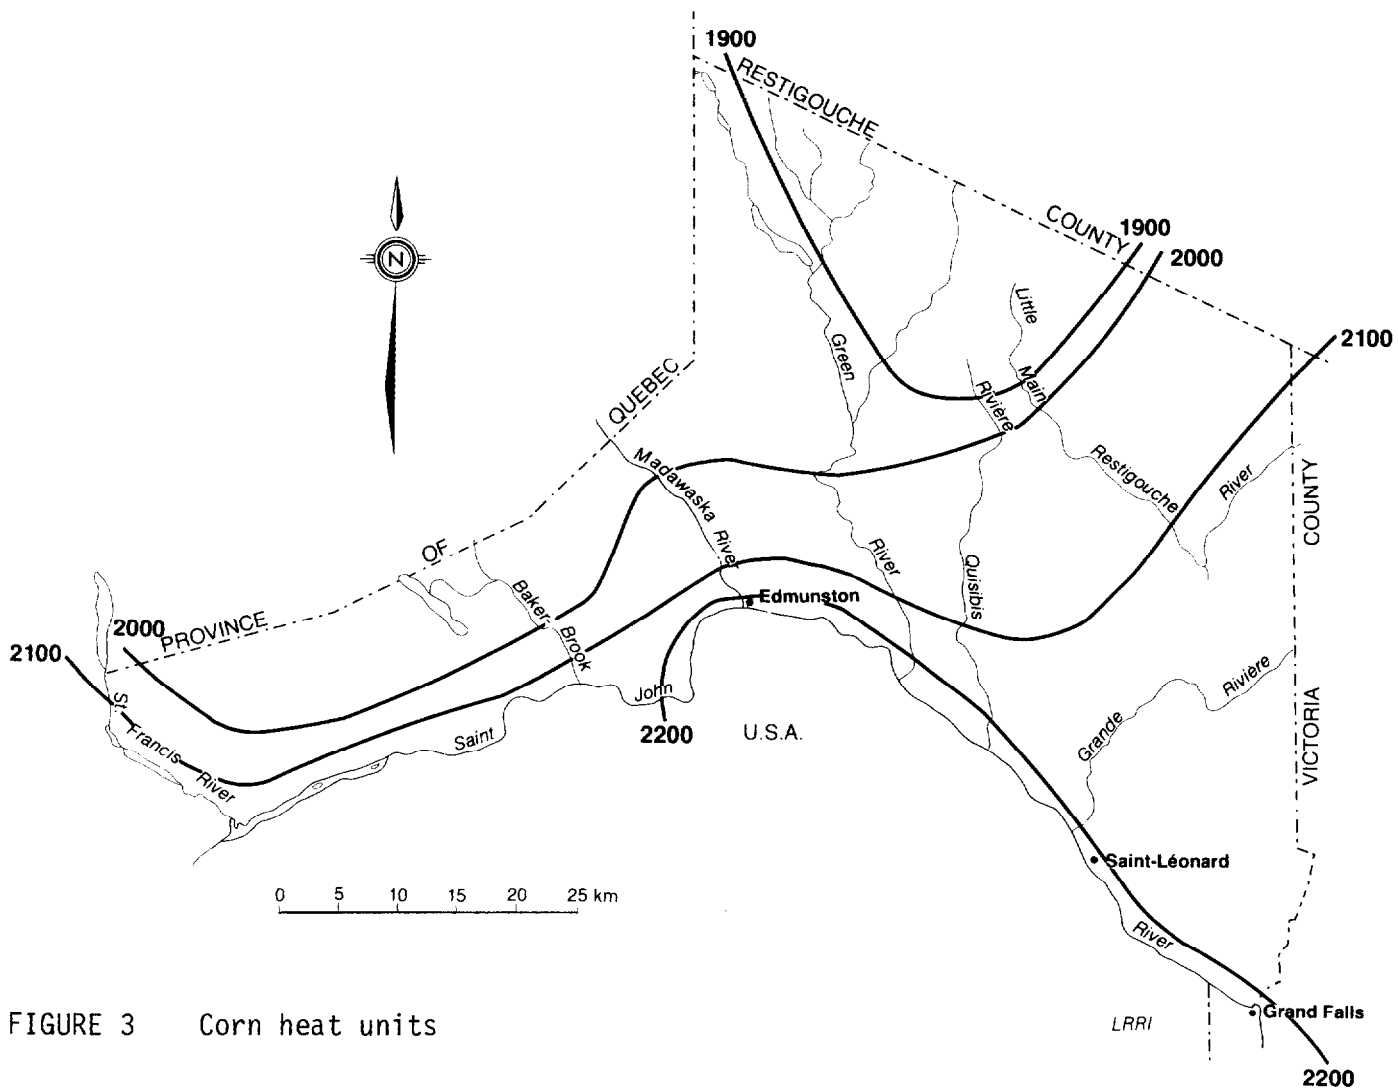 1900
RESTIGOUCHE
COUNTY
1900
2000
2100
N
Little
Main
Restigouche
River
Green
River
Rivière
Quisibis
QUEBEC
OF
PROVINCE
Madawaska
River
Baker
Brook
Edmunston
2000
2100
St.
Francis
River
Saint
John
2200
U.S.A.
COUNTY
VICTORIA
Grande
Rivière
Saint-Léonard
River
Grand Falls
2200
0 5 10 15 20 25 km
LRRI
FIGURE 3 Corn heat units